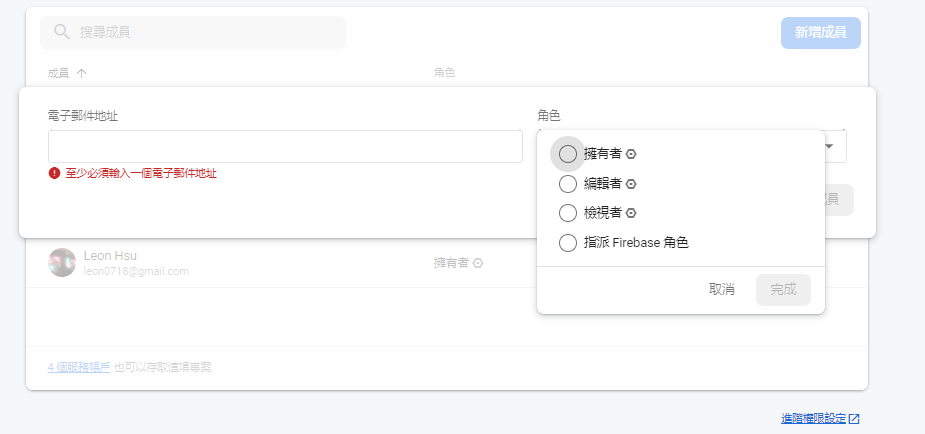 搜尋成員
新增成員
成員
角色
電子郵件地址
角色
至少必須輸入一個電子郵件地址
擁有者
編輯者
檢視者
指派 Firebase 角色
取消
完成
員
Leon Hsu
leon0718@gmail.com
擁有者
4 個服務帳戶 也可以存取這項專案
進階權限設定